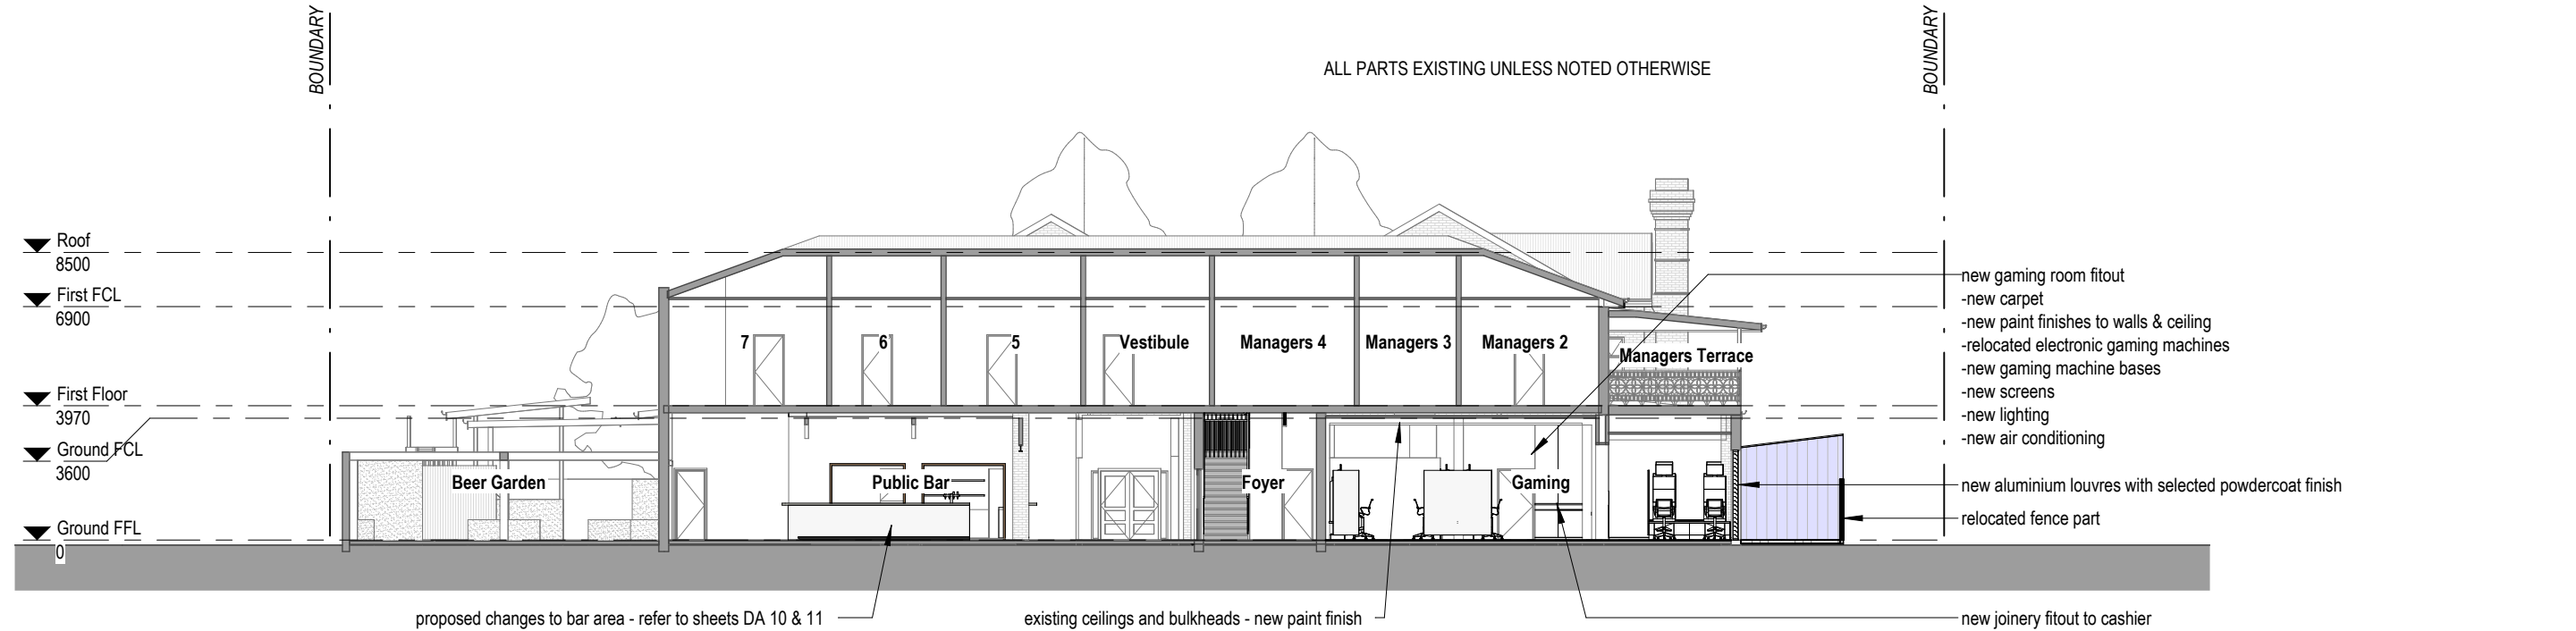 BOUNDARY
BOUNDARY
ALL PARTS EXISTING UNLESS NOTED OTHERWISE
Roof
8500
First FCL
6900
First Floor
3970
Ground FCL
3600
Ground FFL
0
7
6
5
Vestibule
Managers 4
Managers 3
Managers 2
Managers Terrace
Beer Garden
Public Bar
Foyer
Gaming
new gaming room fitout
-new carpet
-new paint finishes to walls & ceiling
-relocated electronic gaming machines
-new gaming machine bases
-new screens
-new lighting
-new air conditioning
new aluminium louvres with selected powdercoat finish
relocated fence part
proposed changes to bar area - refer to sheets DA 10 & 11
existing ceilings and bulkheads - new paint finish
new joinery fitout to cashier